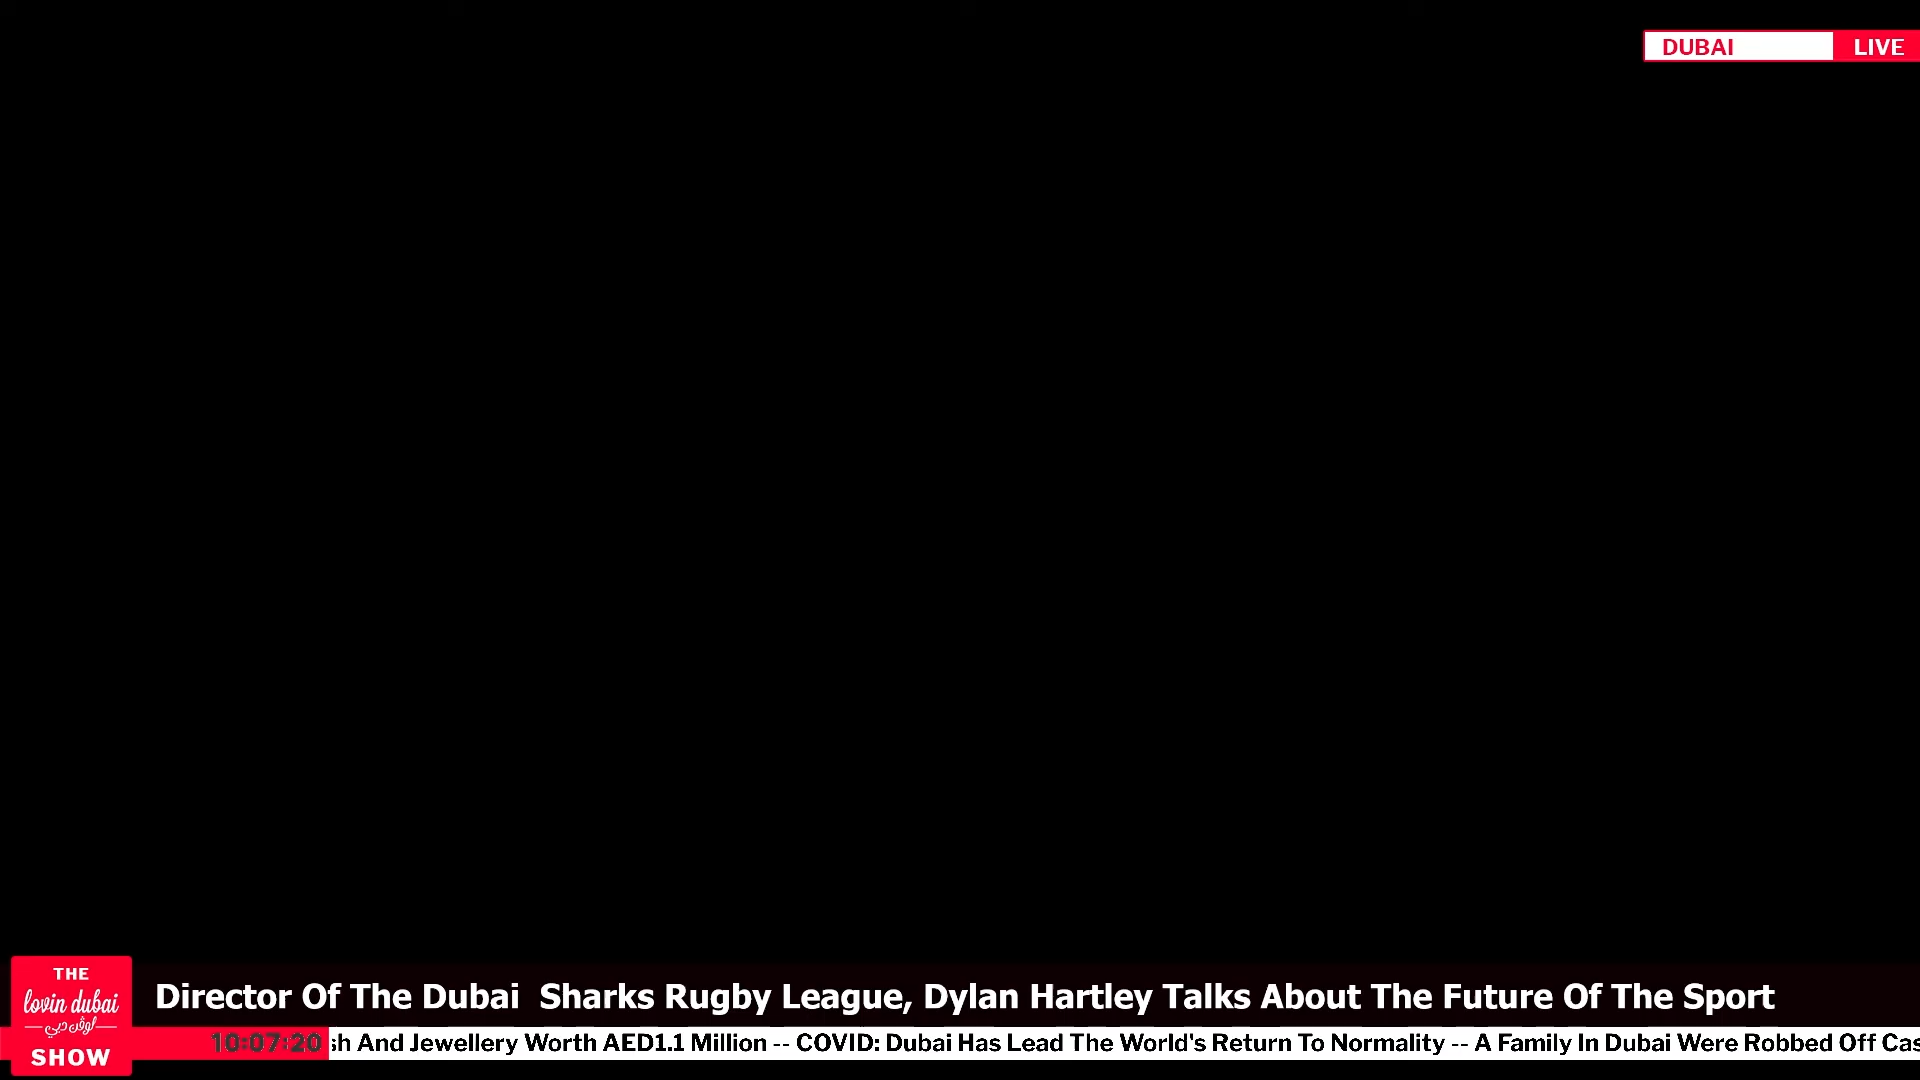 DUBAI LIVE
THE
lovin dubai
لوڤن دبي
SHOW
Director Of The Dubai  Sharks Rugby League, Dylan Hartley Talks About The Future Of The Sport
10:07:20
And Jewellery Worth AED1.1 Million -- COVID: Dubai Has Lead The World's Return To Normality -- A Family In Dubai Were Robbed Off